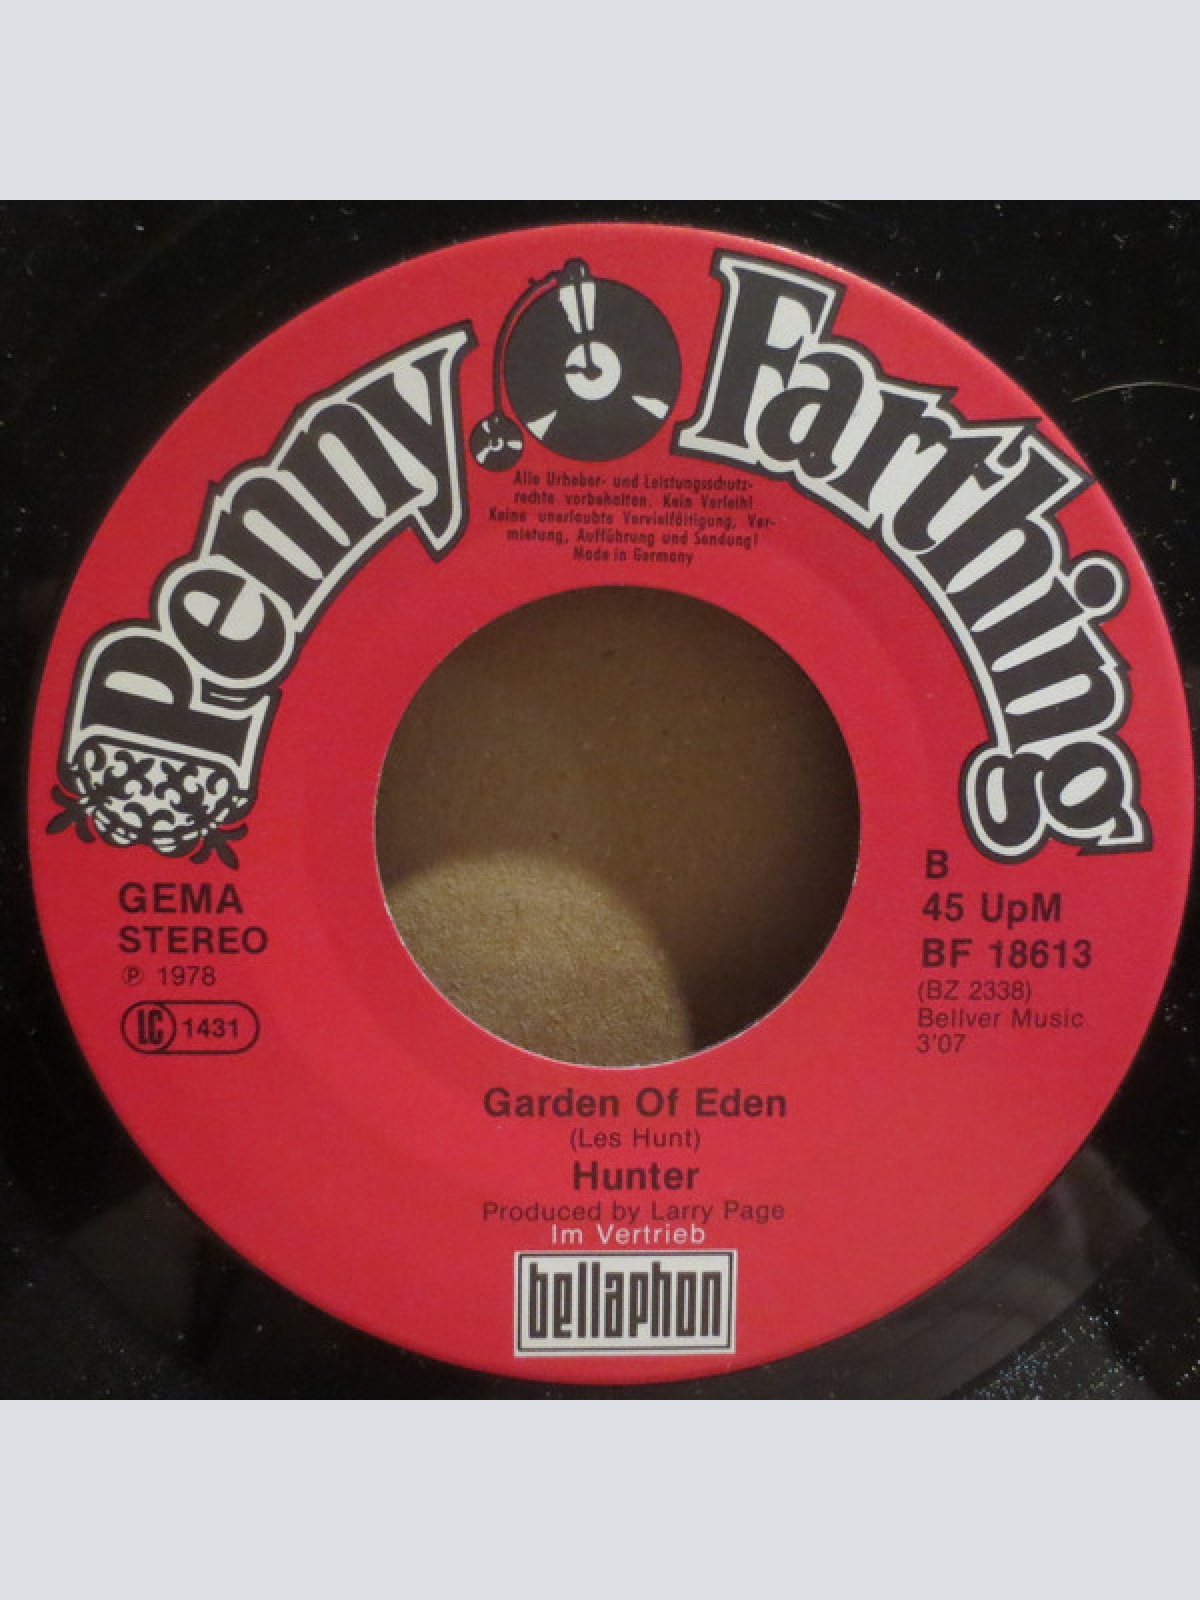 Penny Farthing
Alle Urheber- und Leistungsschutz-
rechte vorbehalten. Kein Verleih!
Keine unerlaubte Vervielfältigung, Ver-
mietung, Aufführung und Sendung!
Made in Germany
GEMA
STEREO
℗ 1978
LC 1431
B
45 UpM
BF 18613
(BZ 2338)
Bellver Music
3'07
Garden Of Eden
(Les Hunt)
Hunter
Produced by Larry Page
Im Vertrieb
bellaphon